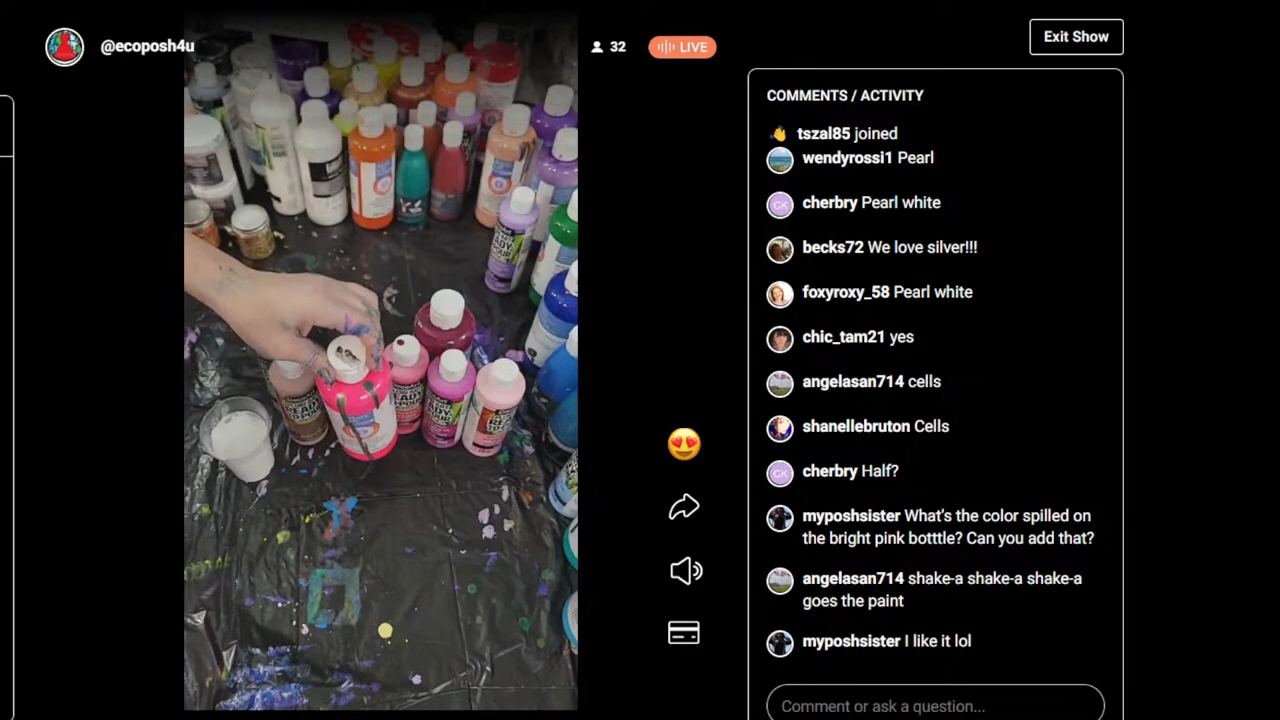 @ecoposh4u
32
LIVE
Exit Show
COMMENTS / ACTIVITY
tszal85 joined
wendyrossi1 Pearl
CK
cherbry Pearl white
becks72 We love silver!!!
foxyroxy_58 Pearl white
chic_tam21 yes
angelasan714 cells
shanellebruton Cells
CK
cherbry Half?
myposhsister What's the color spilled on
the bright pink botttle? Can you add that?
angelasan714 shake-a shake-a shake-a
goes the paint
myposhsister I like it lol
Comment or ask a question...